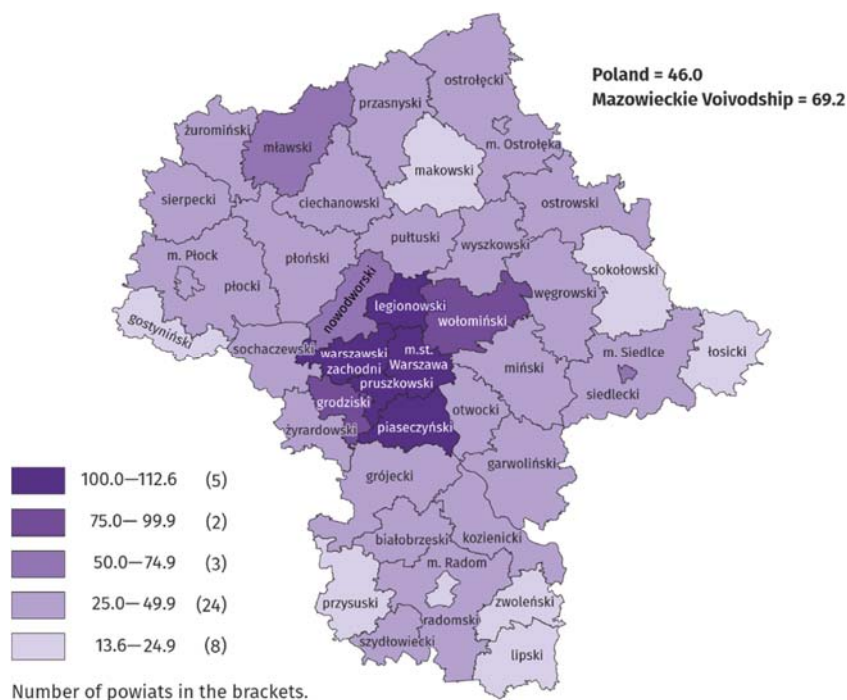 Poland = 46.0
Mazowieckie Voivodship = 69.2
ostrołęcki
przasnyski
żuromiński
mławski
m. Ostrołęka
makowski
sierpecki
ciechanowski
ostrowski
pułtuski
wyszkowski
m. Płock
płoński
sokołowski
płocki
węgrowski
nowodworski
legionowski
wołomiński
gostyniński
sochaczewski
warszawski
zachodni
m.st.
Warszawa
m. Siedlce
łosicki
miński
pruszkowski
siedlecki
grodziski
otwocki
żyrardowski
piaseczyński
garwoliński
grójecki
białobrzeski
kozienicki
m. Radom
przysuski
zwoleński
radomski
szydłowiecki
lipski
100.0—112.6 (5)
75.0— 99.9 (2)
50.0—74.9 (3)
25.0—49.9 (24)
13.6—24.9 (8)
Number of powiats in the brackets.